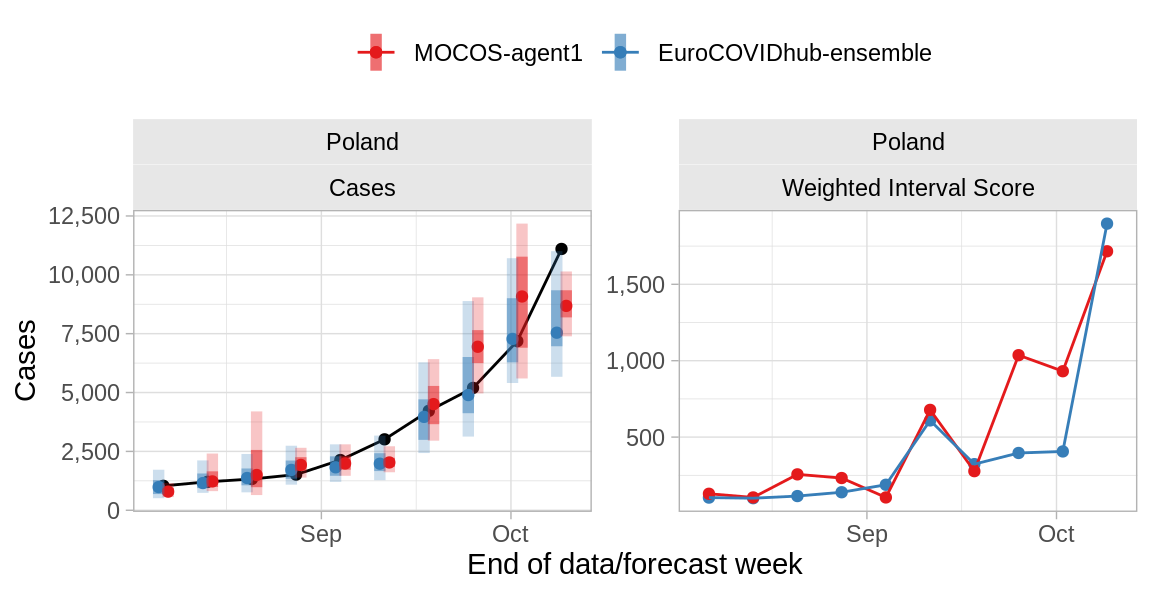 MOCOS-agent1 EuroCOVIDhub-ensemble
Poland
Cases
12,500
10,000
7,500
5,000
2,500
0
Cases
Sep Oct
Poland
Weighted Interval Score
1,500
1,000
500
Sep Oct
End of data/forecast week